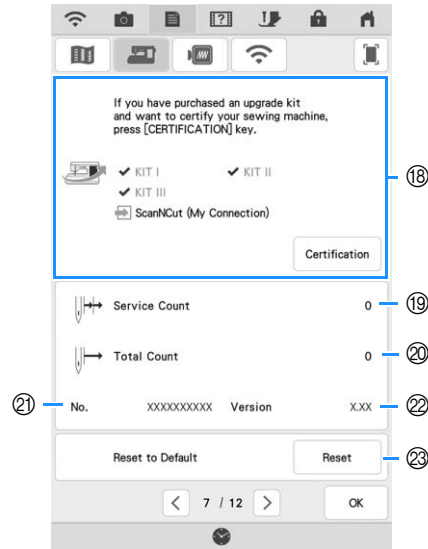 ?
If you have purchased an upgrade kit
and want to certify your sewing machine,
press [CERTIFICATION] key.
KIT I KIT II
KIT III
ScanNCut (My Connection)
Certification
⑱
Service Count 0 ⑲
Total Count 0 ⑳
㉑ No. XXXXXXXXXX Version X.XX ㉒
Reset to Default Reset ㉓
< 7 / 12 > OK